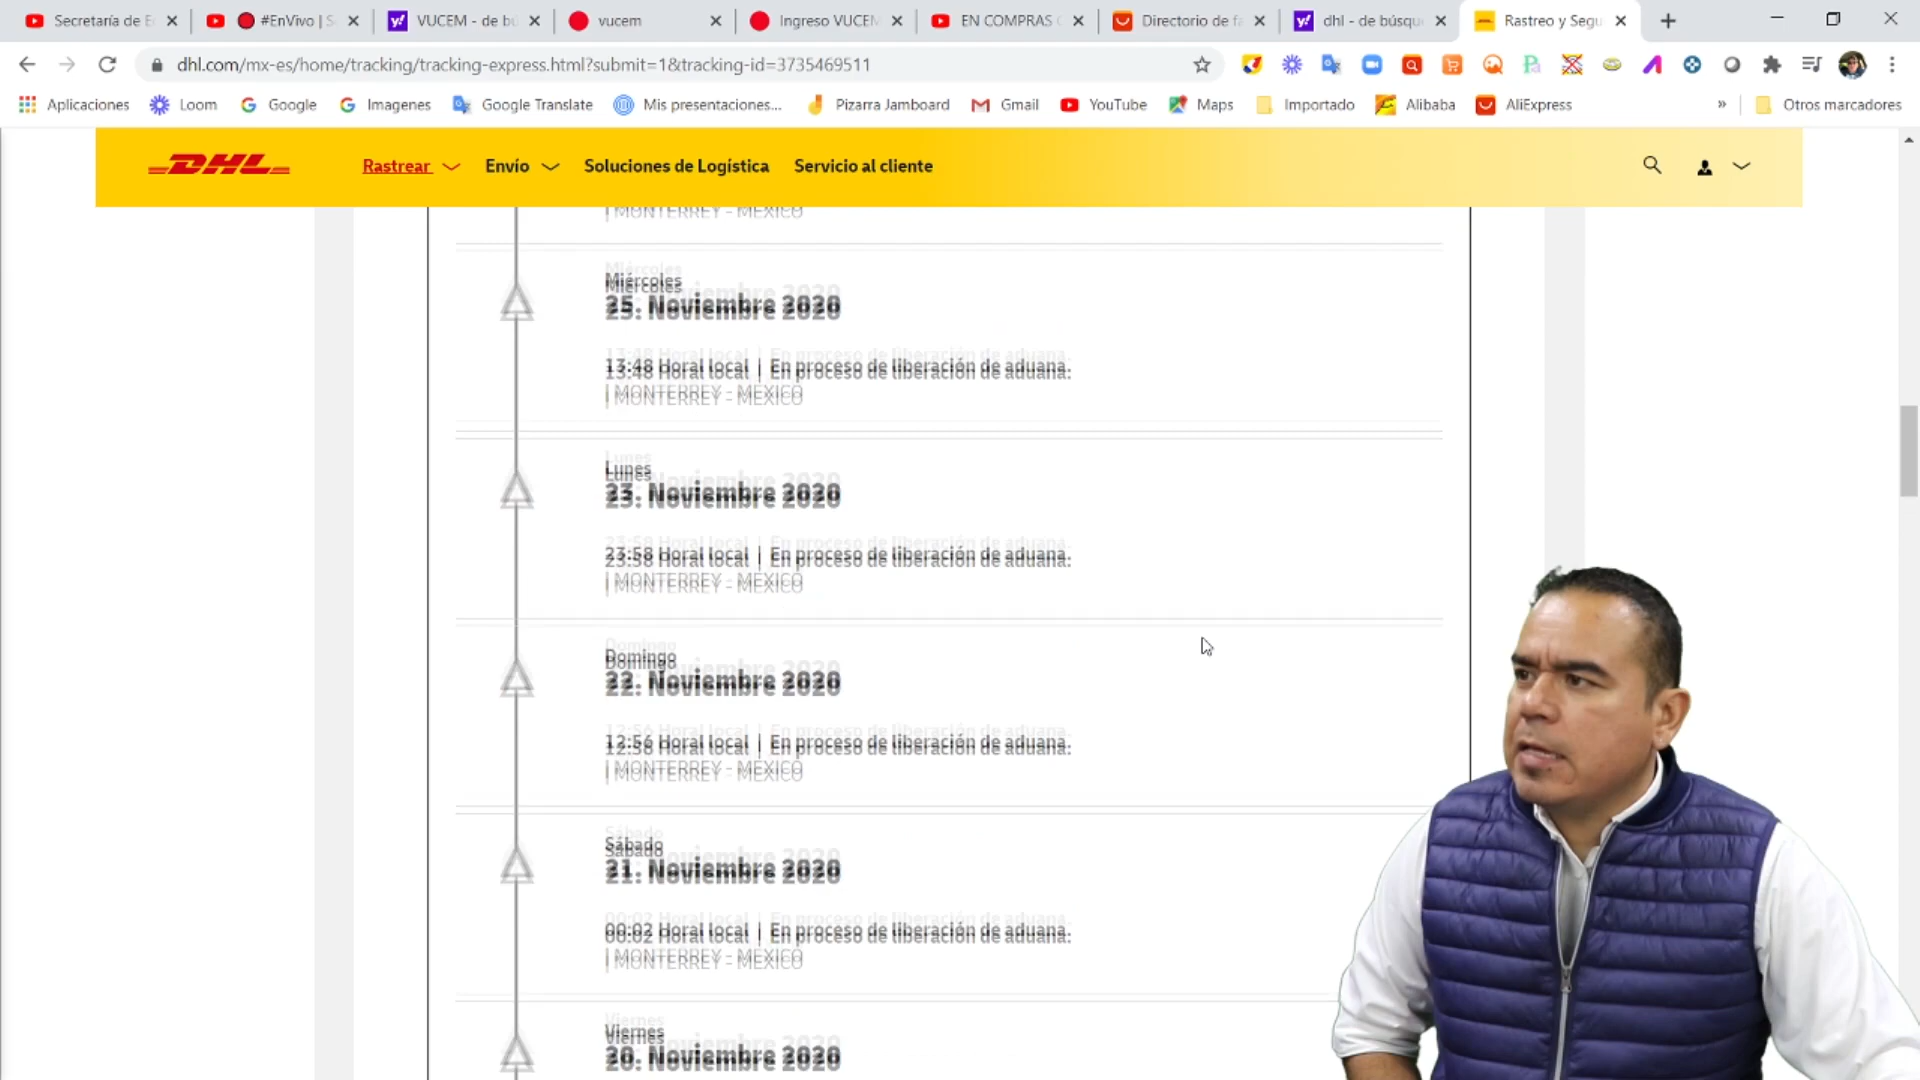 Secretaría de E
#EnVivo | S
VUCEM - de bu
vucem
Ingreso VUCEM
EN COMPRAS
Directorio de fa
dhl - de búsque
Rastreo y Segu
dhl.com/mx-es/home/tracking/tracking-express.html?submit=1&tracking-id=3735469511
Aplicaciones
Loom
Google
Imagenes
Google Translate
Mis presentaciones...
Pizarra Jamboard
Gmail
YouTube
Maps
Importado
Alibaba
AliExpress
»
Otros marcadores
DHL
Rastrear
Envío
Soluciones de Logística
Servicio al cliente
| MONTERREY - MEXICO
Miércoles
25. Noviembre 2020
13:48 Horal local | En proceso de liberación de aduana.
| MONTERREY - MEXICO
Lunes
23. Noviembre 2020
23:58 Horal local | En proceso de liberación de aduana.
| MONTERREY - MEXICO
Domingo
22. Noviembre 2020
12:56 Horal local | En proceso de liberación de aduana.
| MONTERREY - MEXICO
Sábado
21. Noviembre 2020
00:02 Horal local | En proceso de liberación de aduana.
| MONTERREY - MEXICO
Viernes
20. Noviembre 2020